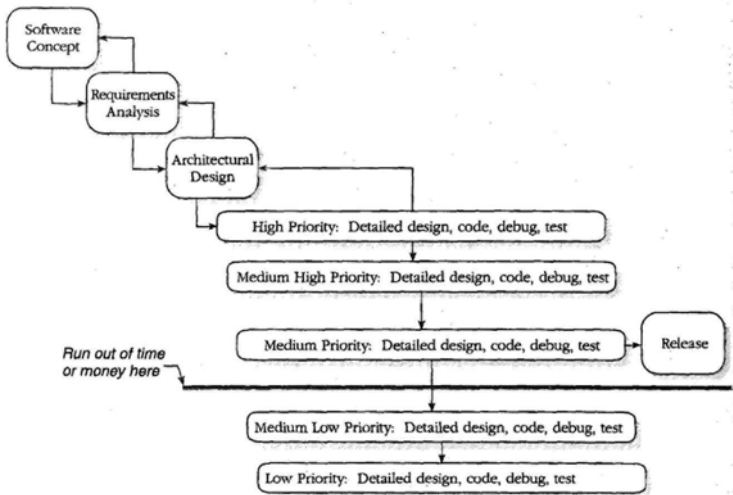 Software
Concept
Requirements
Analysis
Architectural
Design
High Priority: Detailed design, code, debug, test
Medium High Priority: Detailed design, code, debug, test
Medium Priority: Detailed design, code, debug, test
Release
Run out of time
or money here
Medium Low Priority: Detailed design, code, debug, test
Low Priority: Detailed design, code, debug, test